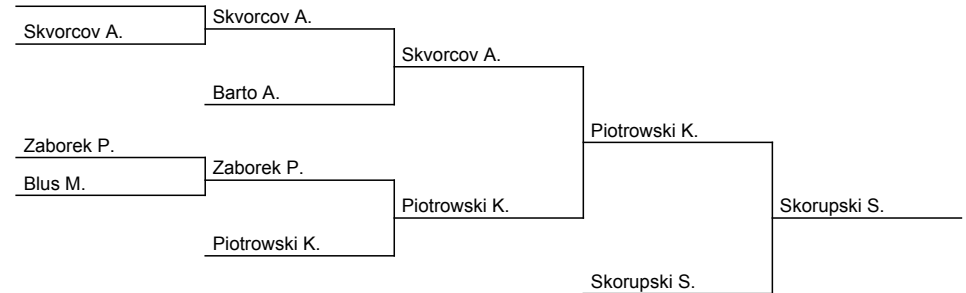 Skvorcov A.
Skvorcov A.
Skvorcov A.
Barto A.
Piotrowski K.
Zaborek P.
Zaborek P.
Blus M.
Piotrowski K.
Skorupski S.
Piotrowski K.
Skorupski S.